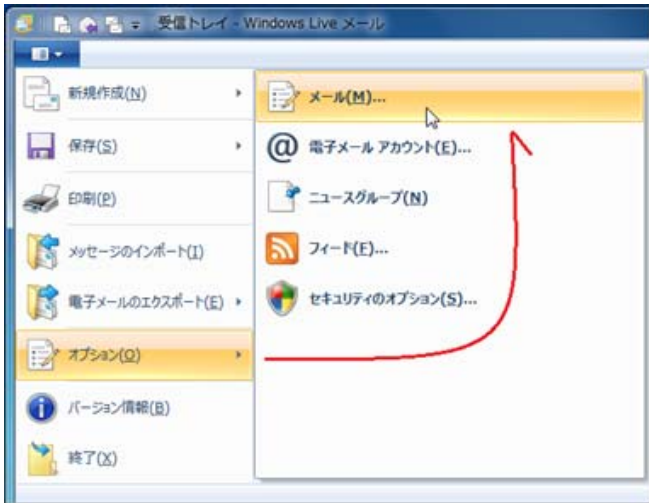 受信トレイ - Windows Live メール
新規作成(N)
保存(S)
印刷(P)
メッセージのインポート(I)
電子メールのエクスポート(E)
オプション(O)
バージョン情報(B)
終了(X)
メール(M)...
電子メール アカウント(E)...
ニュースグループ(N)
フィード(F)...
セキュリティのオプション(S)...